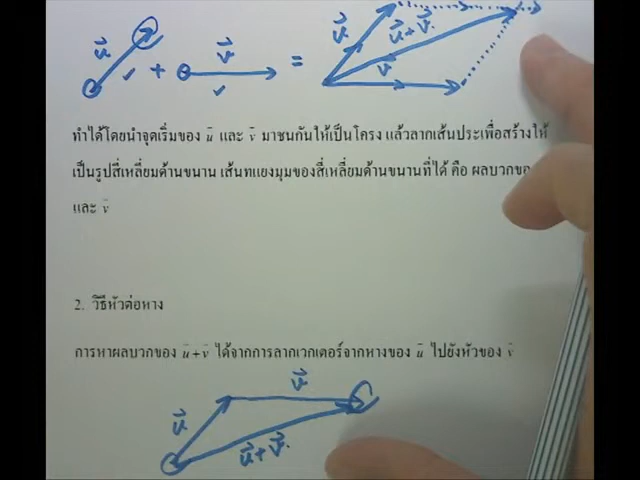 u⃗ + v⃗ = u⃗ u⃗+v⃗ v⃗
ทำได้โดยนำจุดเริ่มของ u̅ และ v̅ มาชนกันให้เป็นโครง แล้วลากเส้นประเพื่อสร้างให้
เป็นรูปสี่เหลี่ยมด้านขนาน เส้นทแยงมุมของสี่เหลี่ยมด้านขนานที่ได้ คือ ผลบวกของ
และ v̅
2. วิธีหัวต่อหาง
การหาผลบวกของ u̅+v̅ ได้จากการลากเวกเตอร์จากหางของ u̅ ไปยังหัวของ v̅
v⃗
u⃗
u⃗+v⃗